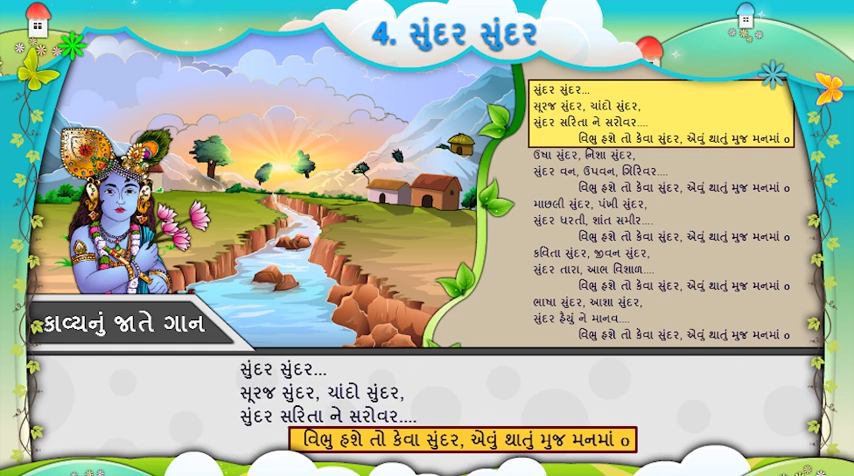 4. સુંદર સુંદર
સુંદર સુંદર...
સૂરજ સુંદર, ચાંદો સુંદર,
સુંદર સરિતા ને સરોવર....
વિભુ હશે તો કેવા સુંદર, એવું થાતું મુજ મનમાં ૦
ઉષા સુંદર, નિશા સુંદર,
સુંદર વન, ઉપવન, ગિરિવર....
વિભુ હશે તો કેવા સુંદર, એવું થાતું મુજ મનમાં ૦
માછલી સુંદર, પંખી સુંદર,
સુંદર ધરતી, શાંત સમીર....
વિભુ હશે તો કેવા સુંદર, એવું થાતું મુજ મનમાં ૦
કવિતા સુંદર, જીવન સુંદર,
સુંદર તારા, આભ વિશાળ....
વિભુ હશે તો કેવા સુંદર, એવું થાતું મુજ મનમાં ૦
ભાષા સુંદર, આશા સુંદર,
સુંદર હૈયું ને માનવ....
વિભુ હશે તો કેવા સુંદર, એવું થાતું મુજ મનમાં ૦
કાવ્યનું જાતે ગાન
સુંદર સુંદર...
સૂરજ સુંદર, ચાંદો સુંદર,
સુંદર સરિતા ને સરોવર....
વિભુ હશે તો કેવા સુંદર, એવું થાતું મુજ મનમાં ૦